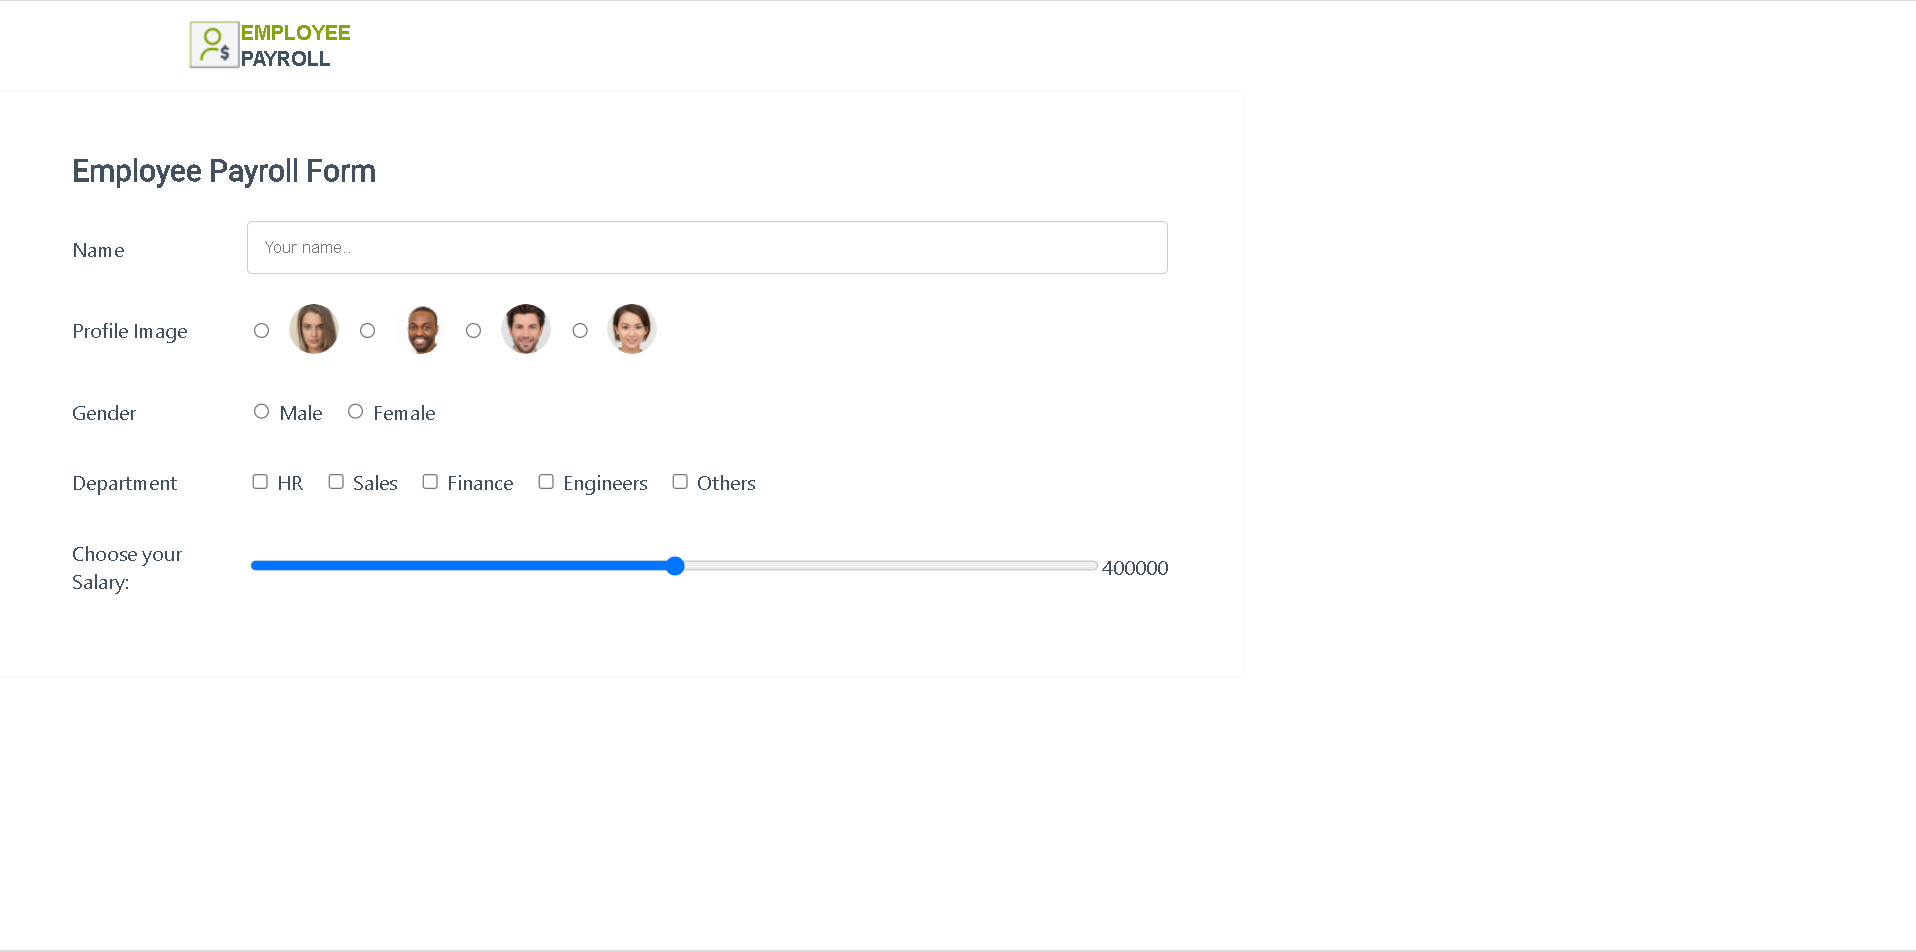 EMPLOYEE
PAYROLL
Employee Payroll Form
Name
Your name..
Profile Image
Gender
Male Female
Department
HR Sales Finance Engineers Others
Choose your
Salary:
400000